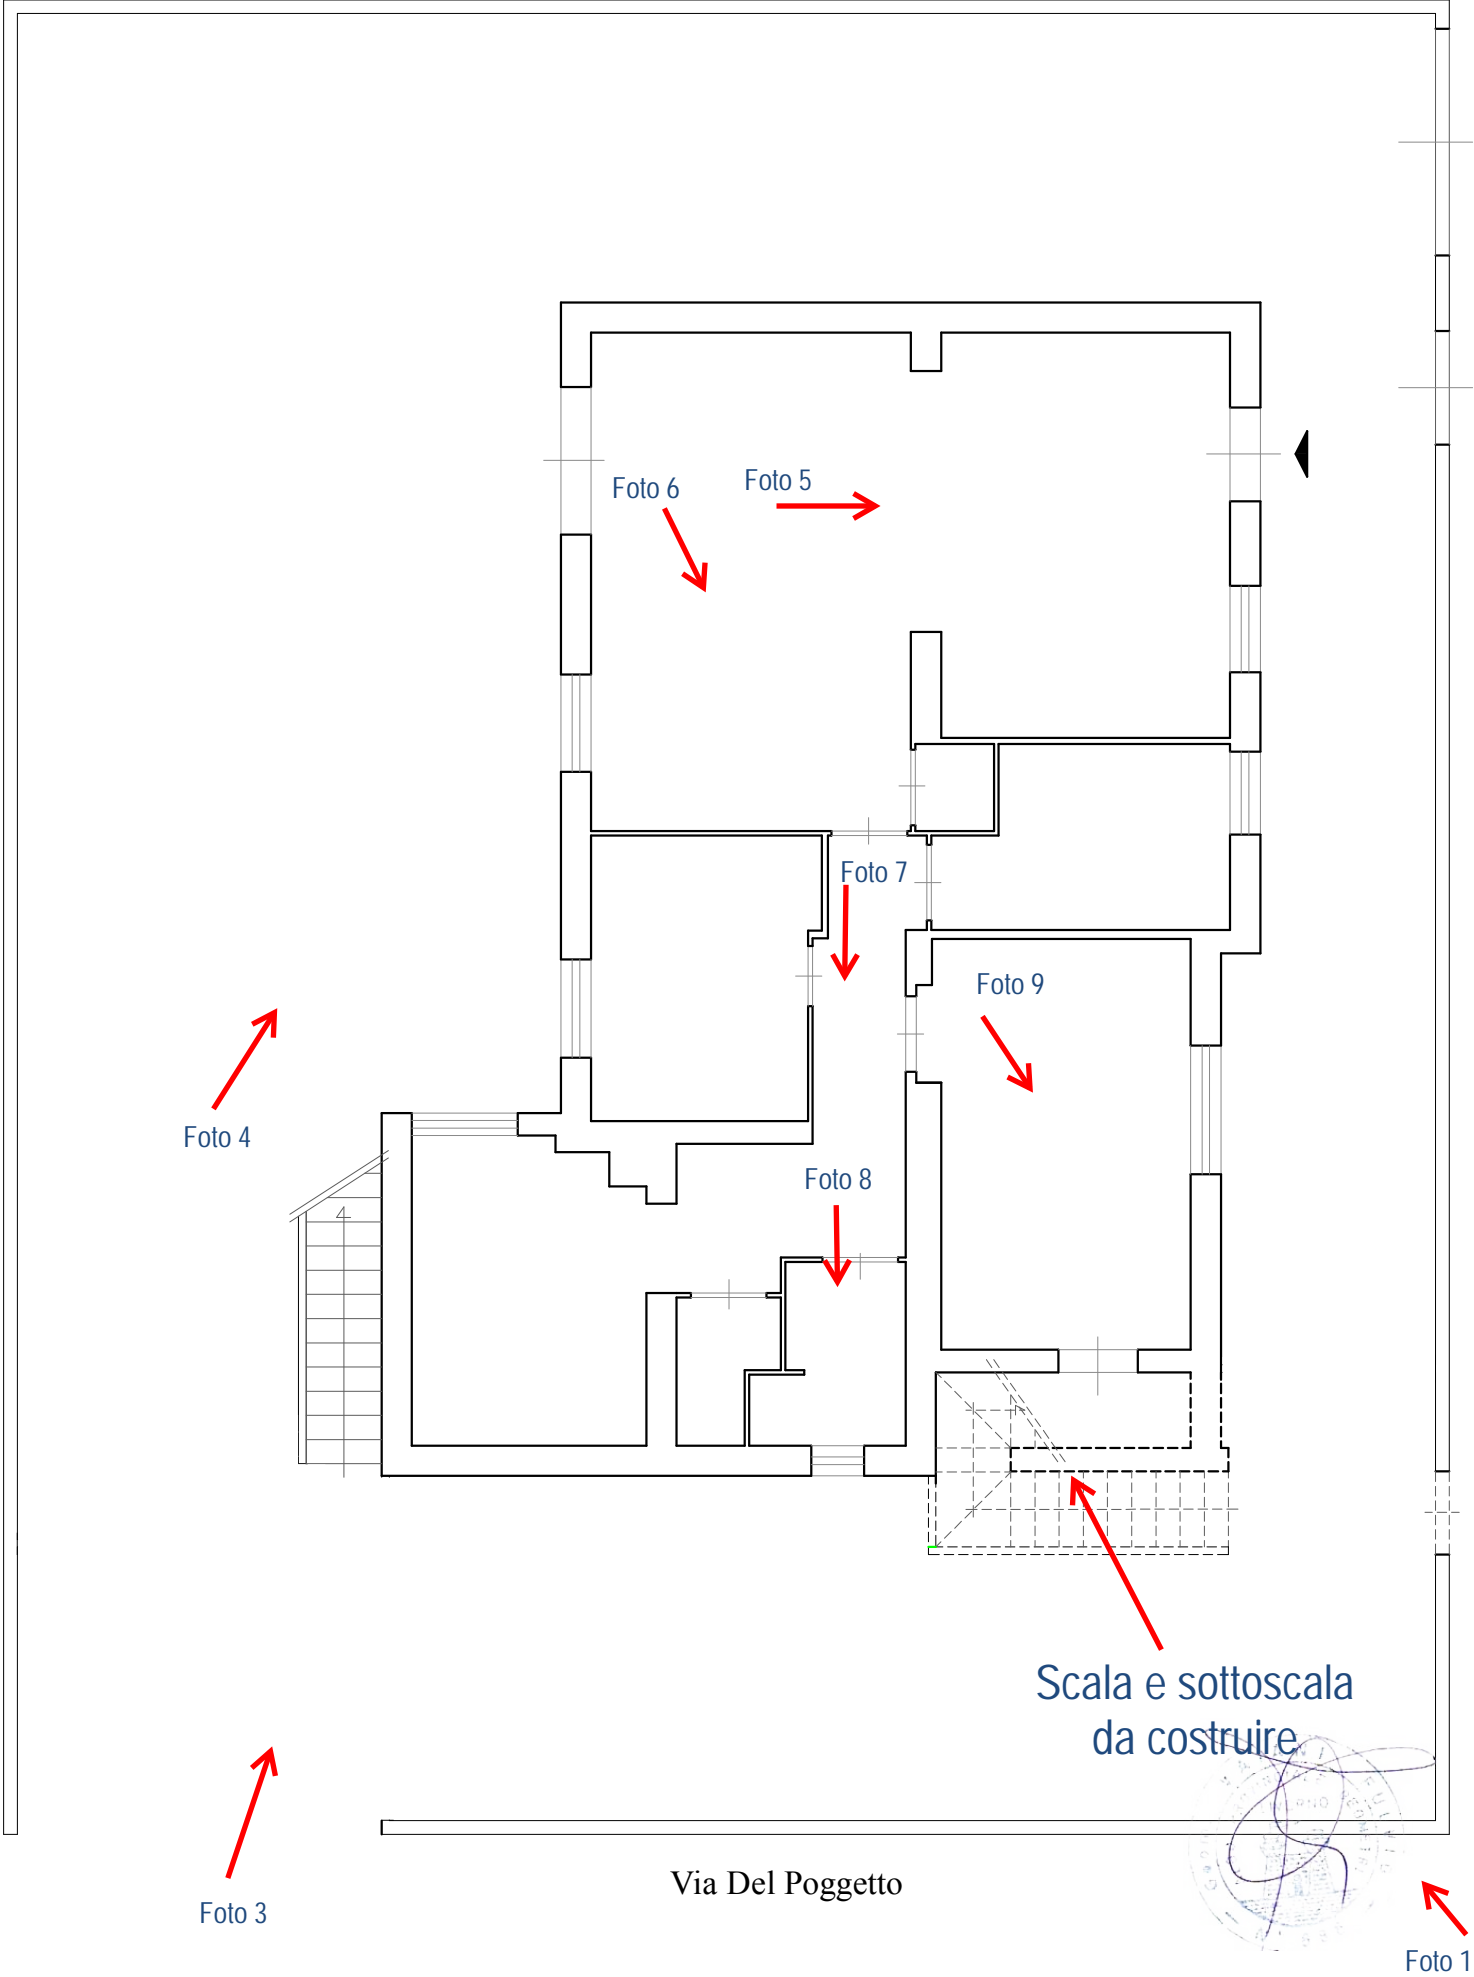 Foto 5
Foto 6
Foto 7
Foto 9
Foto 4
Foto 8
Scala e sottoscala
da costruire
Via Del Poggetto
Foto 3
Foto 1